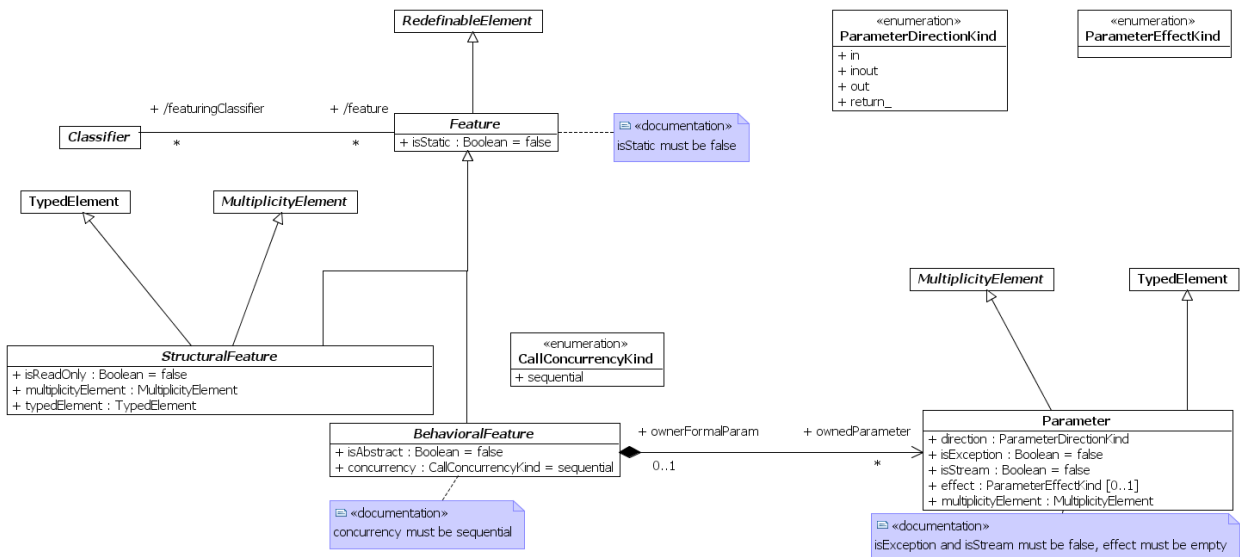 RedefinableElement
«enumeration»
ParameterDirectionKind
+ in
+ inout
+ out
+ return_
«enumeration»
ParameterEffectKind
+ /featuringClassifier
+ /feature
Classifier
*
*
Feature
+ isStatic : Boolean = false
«documentation»
isStatic must be false
TypedElement
MultiplicityElement
MultiplicityElement
TypedElement
StructuralFeature
+ isReadOnly : Boolean = false
+ multiplicityElement : MultiplicityElement
+ typedElement : TypedElement
«enumeration»
CallConcurrencyKind
+ sequential
BehavioralFeature
+ isAbstract : Boolean = false
+ concurrency : CallConcurrencyKind = sequential
+ ownerFormalParam
+ ownedParameter
0..1
*
Parameter
+ direction : ParameterDirectionKind
+ isException : Boolean = false
+ isStream : Boolean = false
+ effect : ParameterEffectKind [0..1]
+ multiplicityElement : MultiplicityElement
«documentation»
concurrency must be sequential
«documentation»
isException and isStream must be false, effect must be empty